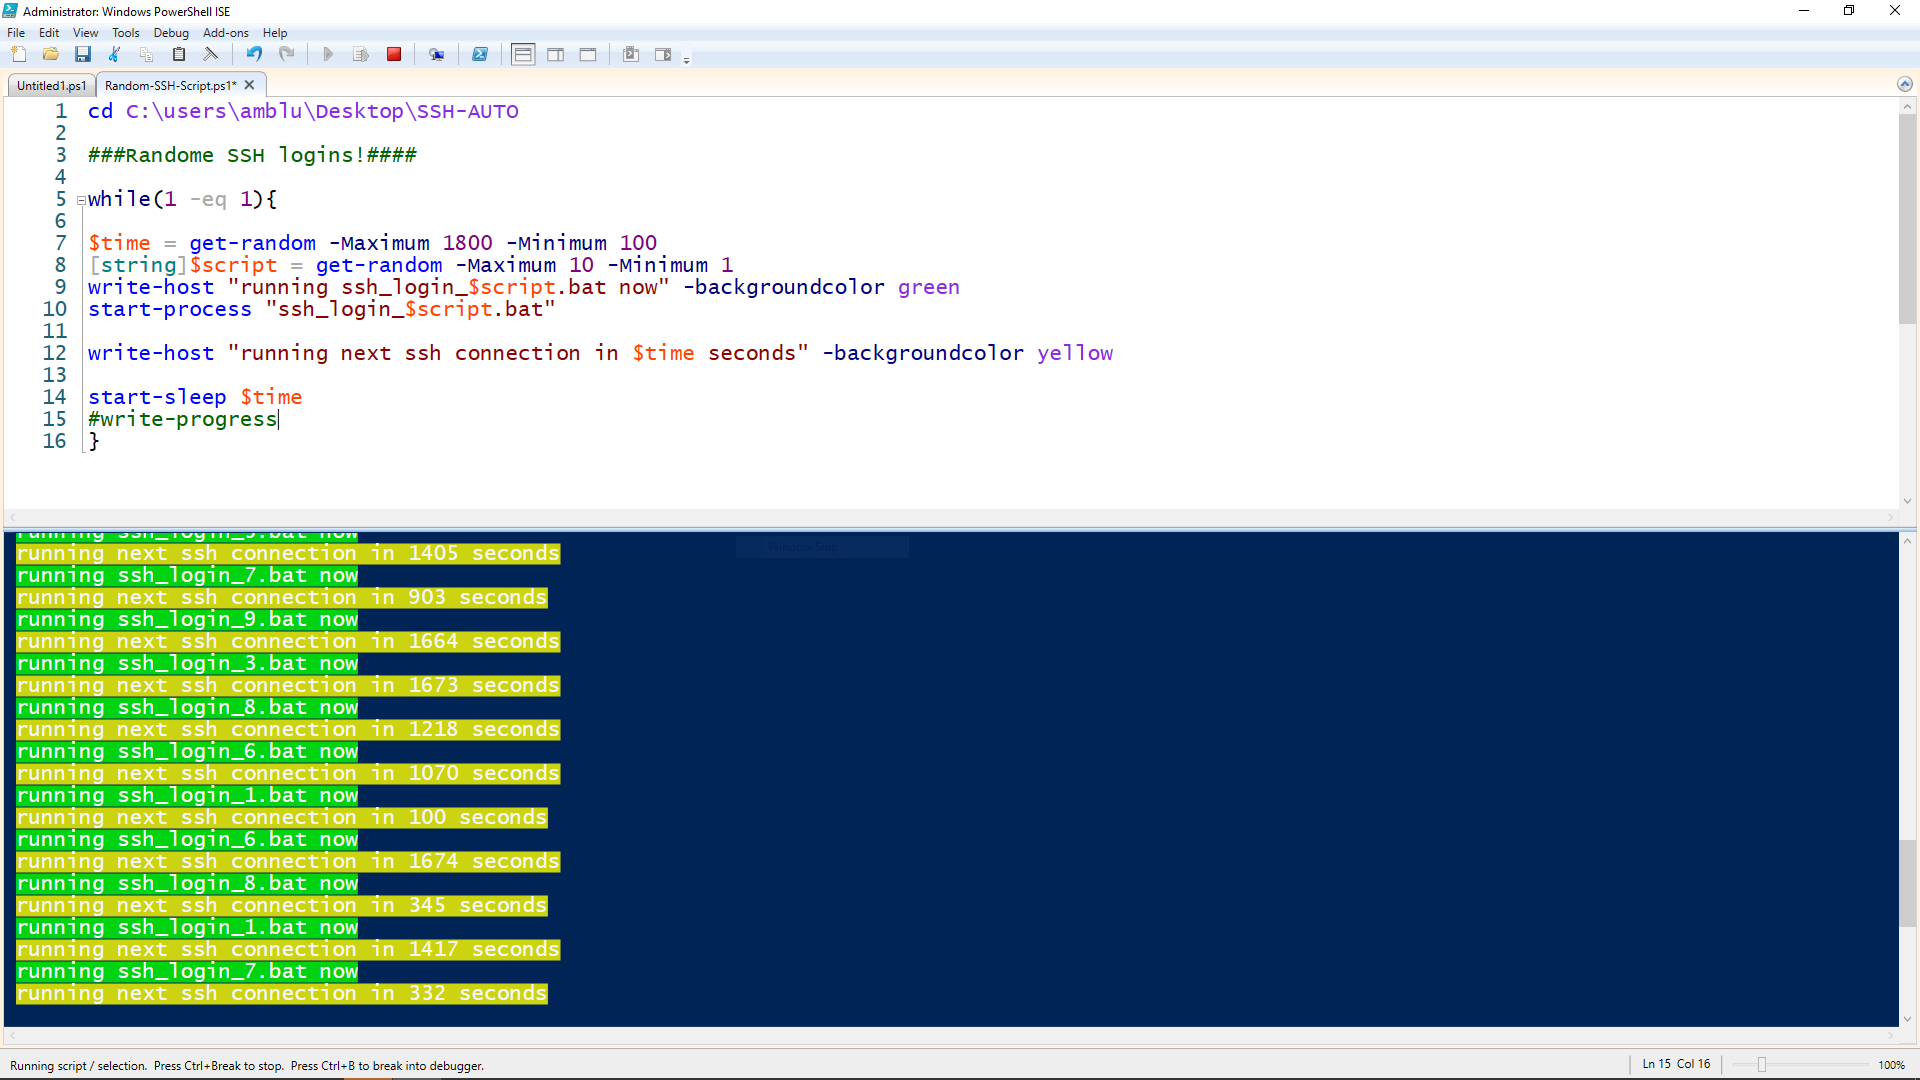 Administrator: Windows PowerShell ISE
File Edit View Tools Debug Add-ons Help
Untitled1.ps1 Random-SSH-Script.ps1*
1 cd C:\users\amblu\Desktop\SSH-AUTO
2
3 ###Randome SSH logins!####
4
5 while(1 -eq 1){
6
7 $time = get-random -Maximum 1800 -Minimum 100
8 [string]$script = get-random -Maximum 10 -Minimum 1
9 write-host "running ssh_login_$script.bat now" -backgroundcolor green
10 start-process "ssh_login_$script.bat"
11
12 write-host "running next ssh connection in $time seconds" -backgroundcolor yellow
13
14 start-sleep $time
15 #write-progress
16 }
running next ssh connection in 1405 seconds
running ssh_login_7.bat now
running next ssh connection in 903 seconds
running ssh_login_9.bat now
running next ssh connection in 1664 seconds
running ssh_login_3.bat now
running next ssh connection in 1673 seconds
running ssh_login_8.bat now
running next ssh connection in 1218 seconds
running ssh_login_6.bat now
running next ssh connection in 1070 seconds
running ssh_login_1.bat now
running next ssh connection in 100 seconds
running ssh_login_6.bat now
running next ssh connection in 1674 seconds
running ssh_login_8.bat now
running next ssh connection in 345 seconds
running ssh_login_1.bat now
running next ssh connection in 1417 seconds
running ssh_login_7.bat now
running next ssh connection in 332 seconds
Running script / selection. Press Ctrl+Break to stop. Press Ctrl+B to break into debugger.
Ln 15 Col 16
100%